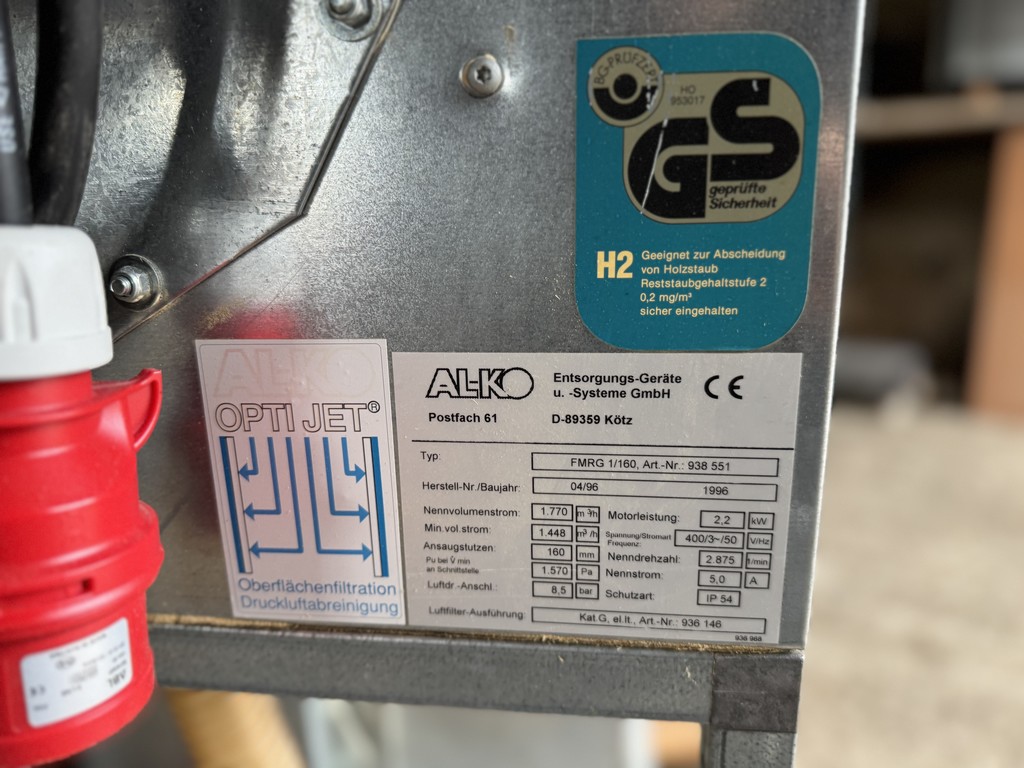 BG-PRÜFZERT
HO
953017
GS
geprüfte
Sicherheit
H2
Geeignet zur Abscheidung
von Holzstaub
Reststaubgehaltstufe 2
0,2 mg/m³
sicher eingehalten
AL-KO
OPTI JET®
Oberflächenfiltration
Druckluftabreinigung
AL-KO
Entsorgungs-Geräte
u. -Systeme GmbH
CE
Postfach 61
D-89359 Kötz
Typ:
FMRG 1/160, Art.-Nr.: 938 551
Herstell-Nr./Baujahr:
04/96
1996
Nennvolumenstrom: 1.770 m³/h
Min.vol.strom: 1.448 m³/h
Ansaugstutzen: 160 mm
Pu bei V̇ min
an Schnittstelle 1.570 Pa
Luftdr.-Anschl.: 8,5 bar
Motorleistung: 2,2 kW
Spannung/Stromart
Frequenz: 400/3~/50 V/Hz
Nenndrehzahl: 2.875 1/min
Nennstrom: 5,0 A
Schutzart: IP 54
Luftfilter-Ausführung: Kat.G, el.lt., Art.-Nr.: 936 146
938 968
ABL
CE